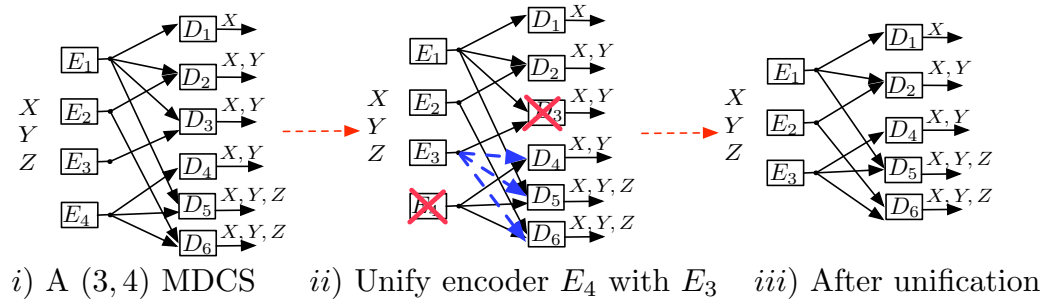 D₁ X
E₁
D₂ X, Y
X
E₂
Y
D₃ X, Y
E₃
Z
D₄ X, Y
E₄
D₅ X, Y, Z
D₆ X, Y, Z
i) A (3, 4) MDCS
D₁ X
E₁
D₂ X, Y
X
E₂
D₃ X, Y
Y
E₃
Z
D₄ X, Y
D₅ X, Y, Z
E₄
D₆ X, Y, Z
ii) Unify encoder E₄ with E₃
D₁ X
E₁
D₂ X, Y
X
E₂
Y
D₄ X, Y
Z
E₃
D₅ X, Y, Z
D₆ X, Y, Z
iii) After unification